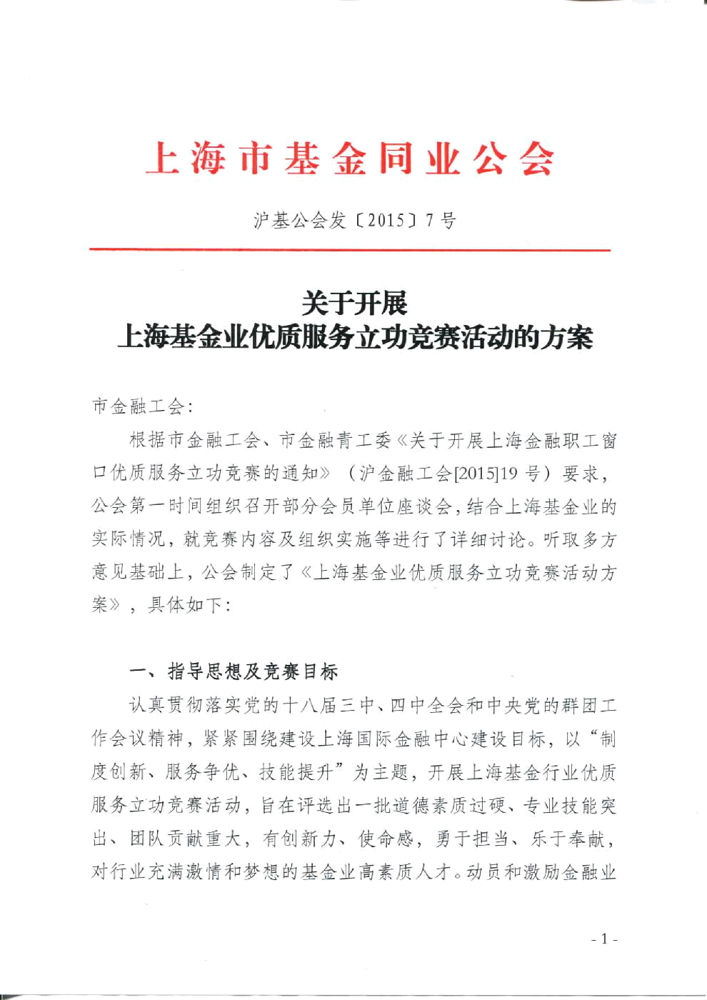 上海市基金同业公会
沪基公会发〔2015〕7号
关于开展
上海基金业优质服务立功竞赛活动的方案
市金融工会：
根据市金融工会、市金融青工委《关于开展上海金融职工窗
口优质服务立功竞赛的通知》（沪金融工会[2015]19 号）要求，
公会第一时间组织召开部分会员单位座谈会，结合上海基金业的
实际情况，就竞赛内容及组织实施等进行了详细讨论。听取多方
意见基础上，公会制定了《上海基金业优质服务立功竞赛活动方
案》，具体如下：
一、指导思想及竞赛目标
认真贯彻落实党的十八届三中、四中全会和中央党的群团工
作会议精神，紧紧围绕建设上海国际金融中心建设目标，以“制
度创新、服务争优、技能提升”为主题，开展上海基金行业优质
服务立功竞赛活动，旨在评选出一批道德素质过硬、专业技能突
出、团队贡献重大，有创新力、使命感，勇于担当、乐于奉献，
对行业充满激情和梦想的基金业高素质人才。动员和激励金融业
- 1 -